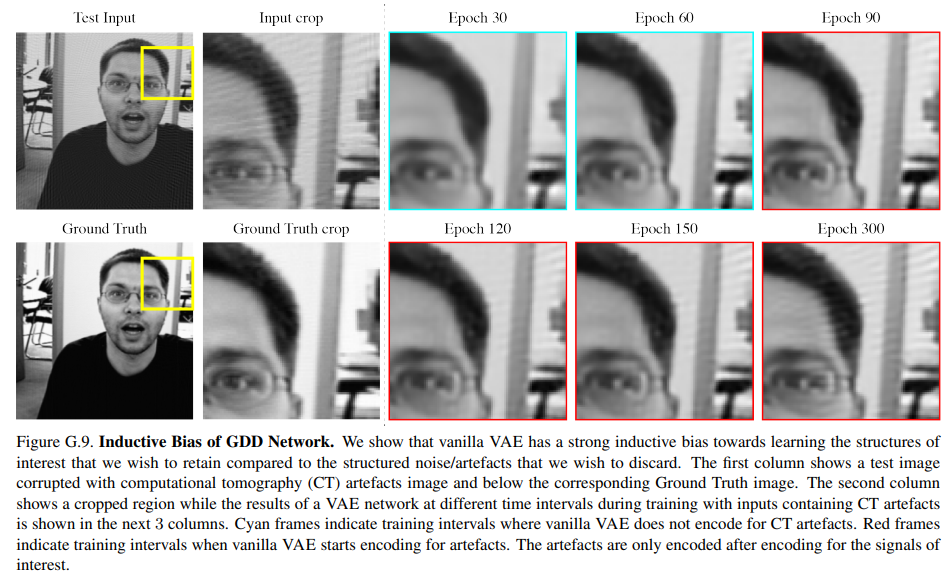 Test Input Input crop Epoch 30 Epoch 60 Epoch 90
Ground Truth Ground Truth crop Epoch 120 Epoch 150 Epoch 300
Figure G.9. Inductive Bias of GDD Network. We show that vanilla VAE has a strong inductive bias towards learning the structures of
interest that we wish to retain compared to the structured noise/artefacts that we wish to discard. The first column shows a test image
corrupted with computational tomography (CT) artefacts image and below the corresponding Ground Truth image. The second column
shows a cropped region while the results of a VAE network at different time intervals during training with inputs containing CT artefacts
is shown in the next 3 columns. Cyan frames indicate training intervals where vanilla VAE does not encode for CT artefacts. Red frames
indicate training intervals when vanilla VAE starts encoding for artefacts. The artefacts are only encoded after encoding for the signals of
interest.